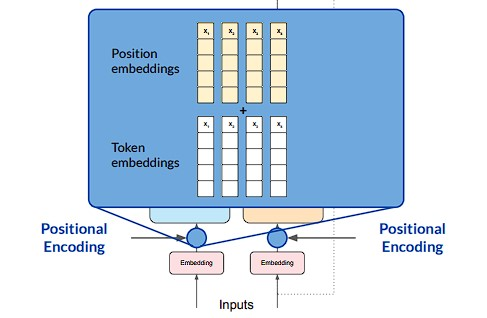 x₁ x₂ x₃ x₄
Position
embeddings
+
x₁ x₂ x₃ x₄
Token
embeddings
Positional
Encoding
Positional
Encoding
Embedding
Embedding
Inputs